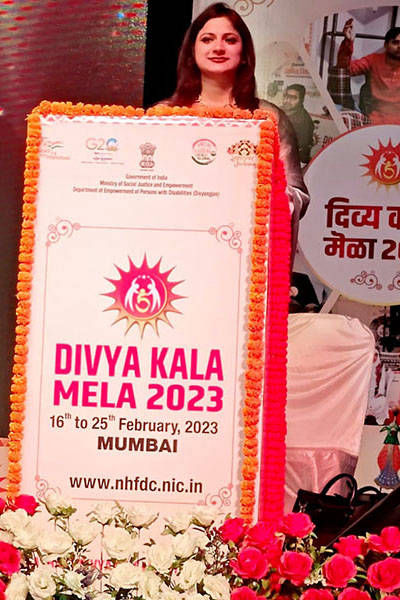 G20
Government of India
Ministry of Social Justice and Empowerment
Department of Empowerment of Persons with Disabilities (Divyangjan)
DIVYA KALA
MELA 2023
16th to 25th February, 2023
MUMBAI
www.nhfdc.nic.in
दिव्य क
मेळा 20